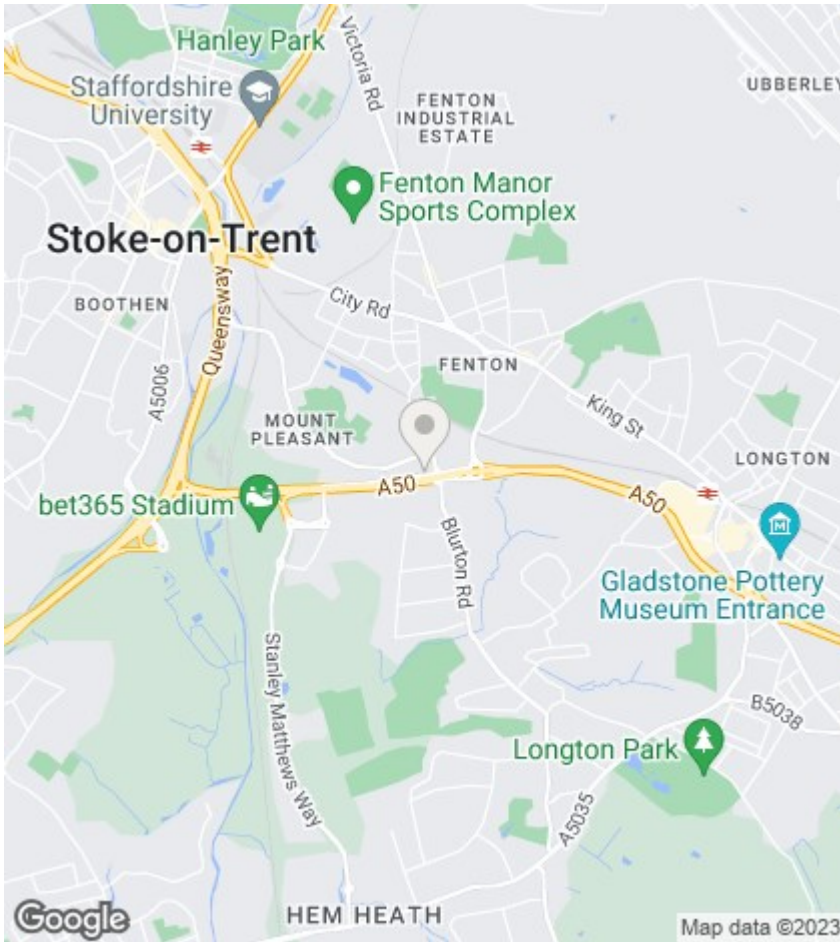 Hanley Park
Victoria Rd
UBBERLEY
Staffordshire
University
FENTON
INDUSTRIAL
ESTATE
Fenton Manor
Sports Complex
Stoke-on-Trent
BOOTHEN
Queensway
City Rd
A5006
FENTON
MOUNT
PLEASANT
King St
LONGTON
bet365 Stadium
A50
A50
Blurton Rd
Gladstone Pottery
Museum Entrance
Stanley Matthews Way
B5038
Longton Park
A5035
HEM HEATH
Google
Map data ©2023